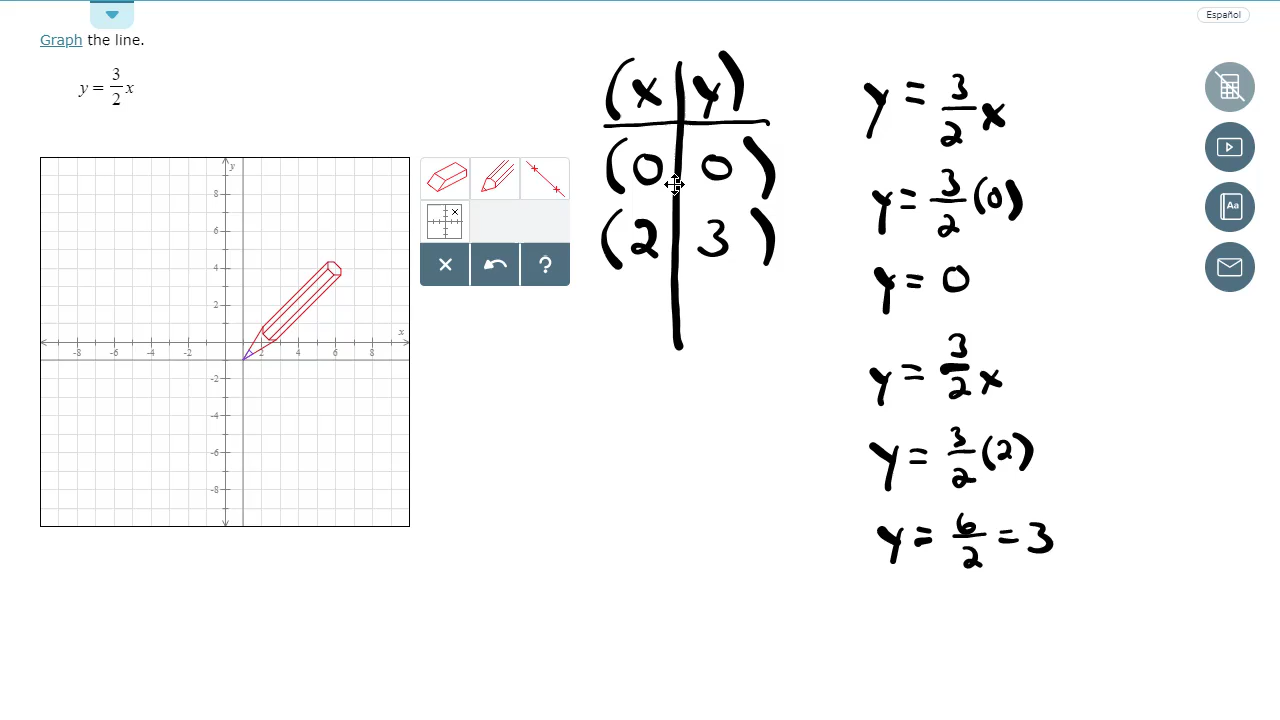 Español
Graph the line.
y = 3/2 x
y
8
6
4
2
x
-8 -6 -4 -2 2 4 6 8
-2
-4
-6
-8
× ?
Aa
(x | y)
(0 | 0)
(2 | 3)
y = 3/2 x
y = 3/2 (0)
y = 0
y = 3/2 x
y = 3/2 (2)
y = 6/2 = 3